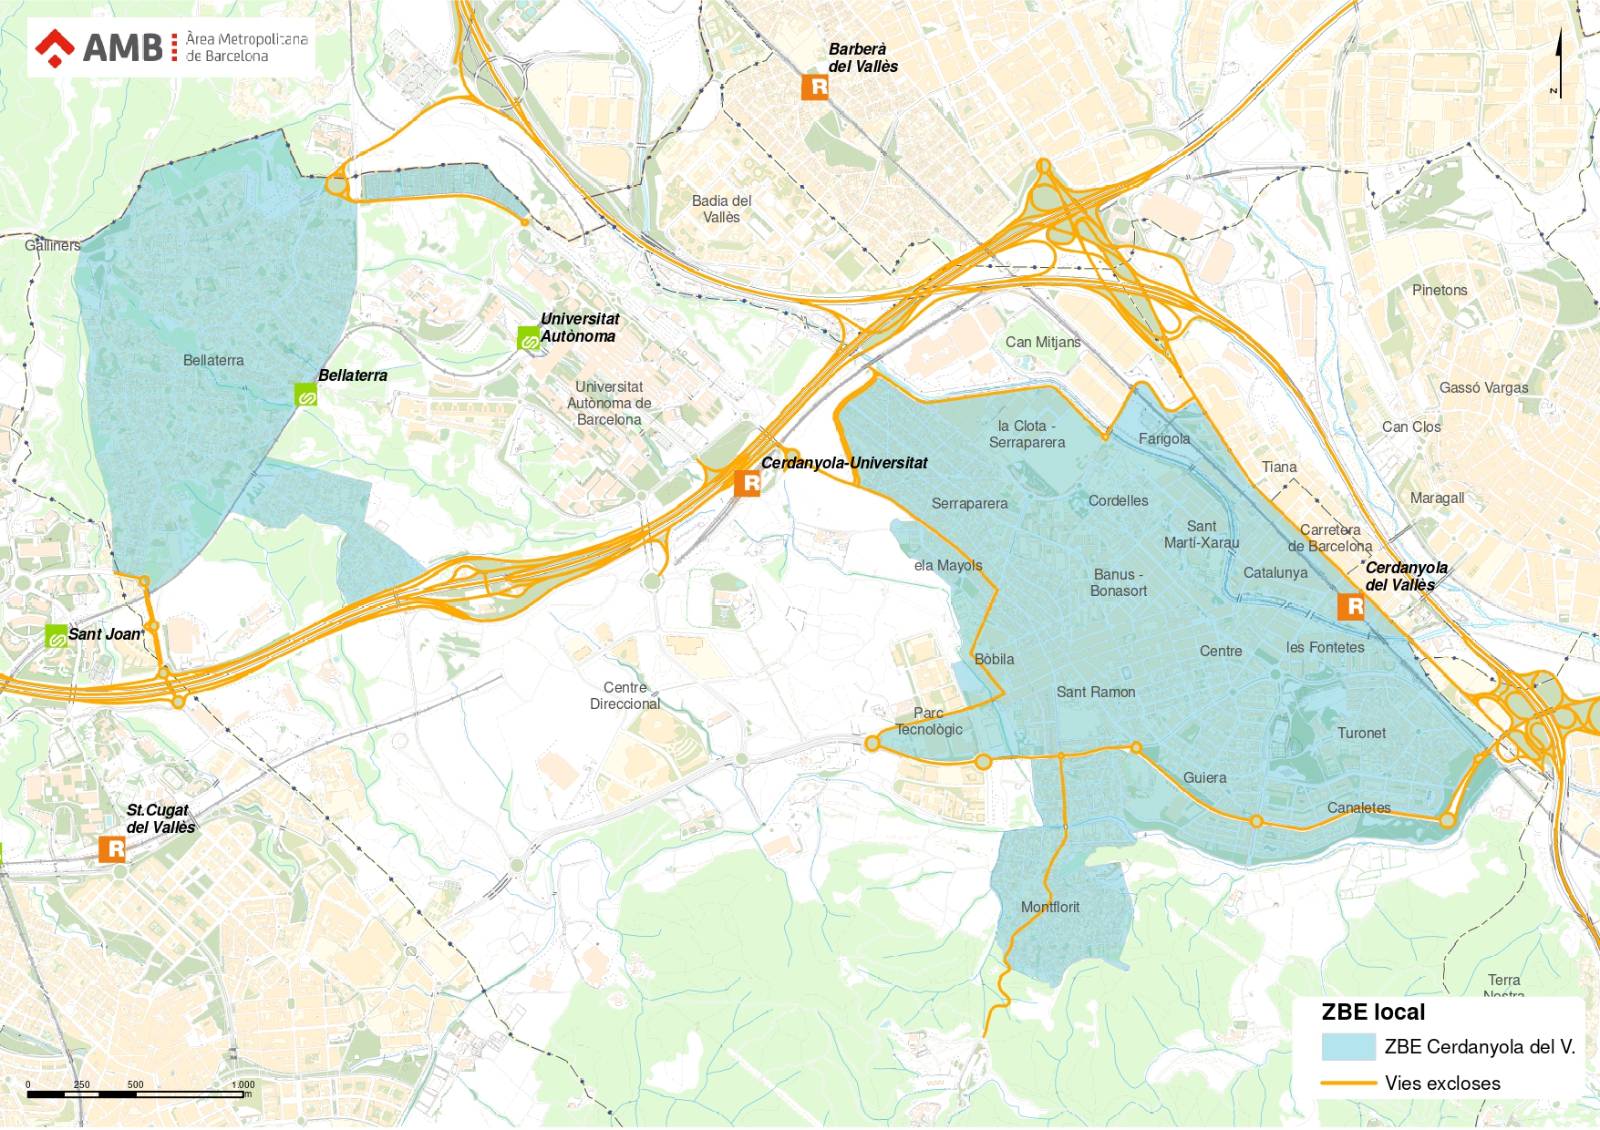 AMB
Àrea Metropolitana
de Barcelona
Barberà
del Vallès
R
N
Badia del
Vallès
Galliners
Universitat
Autònoma
Pinetons
Can Mitjans
Bellaterra
Bellaterra
Universitat
Autònoma de
Barcelona
Gassó Vargas
la Clota -
Serraparera
Farigola
Can Clos
Cerdanyola-Universitat
R
Tiana
Serraparera
Cordelles
Maragall
Sant
Martí-Xarau
Carretera
de Barcelona
ela Mayols
Banus -
Bonasort
Catalunya
Cerdanyola
del Vallès
R
Sant Joan
Centre
les Fontetes
Bòbila
Centre
Direccional
Sant Ramon
Parc
Tecnològic
Turonet
Guiera
Canaletes
St.Cugat
del Vallès
R
Montflorit
Terra
Nostra
ZBE local
ZBE Cerdanyola del V.
Vies excloses
0 250 500 1.000
m